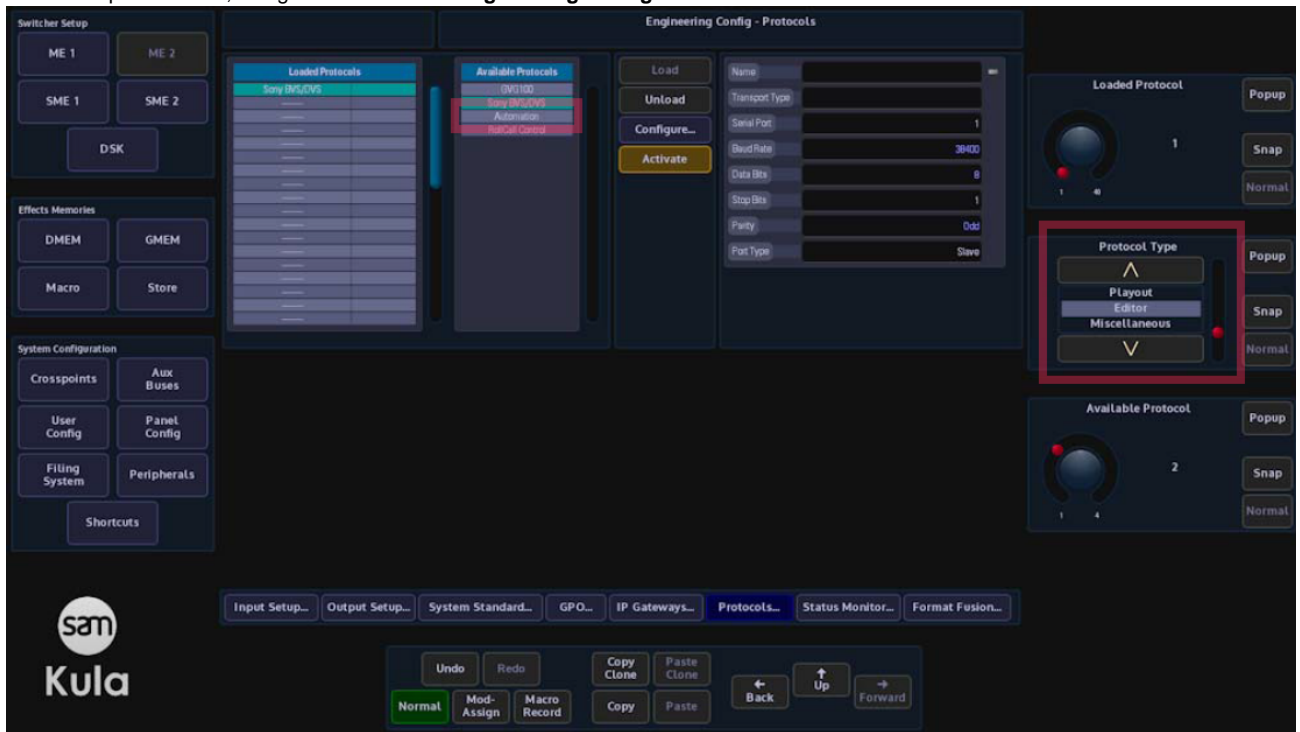 Switcher Setup
ME 1
ME 2
SME 1
SME 2
DSK
Effects Memories
DMEM
GMEM
Macro
Store
System Configuration
Crosspoints
Aux
Buses
User
Config
Panel
Config
Filing
System
Peripherals
Shortcuts
sam
Kula
Engineering Config - Protocols
Loaded Protocols
Sony BVS/DVS
Available Protocols
GVG100
Sony BVS/DVS
Automation
RollCall Control
Load
Unload
Configure...
Activate
Name
Transport Type
Serial Port 1
Baud Rate 38400
Data Bits 8
Stop Bits 1
Parity Odd
Port Type Slave
Loaded Protocol
1
1 48
Popup
Snap
Normal
Protocol Type
Playout
Editor
Miscellaneous
Popup
Snap
Normal
Available Protocol
2
1 4
Popup
Snap
Normal
Input Setup... Output Setup... System Standard... GPO... IP Gateways... Protocols... Status Monitor... Format Fusion...
Undo
Redo
Copy
Clone
Paste
Clone
Normal
Mod-
Assign
Macro
Record
Copy
Paste
Back
Up
Forward